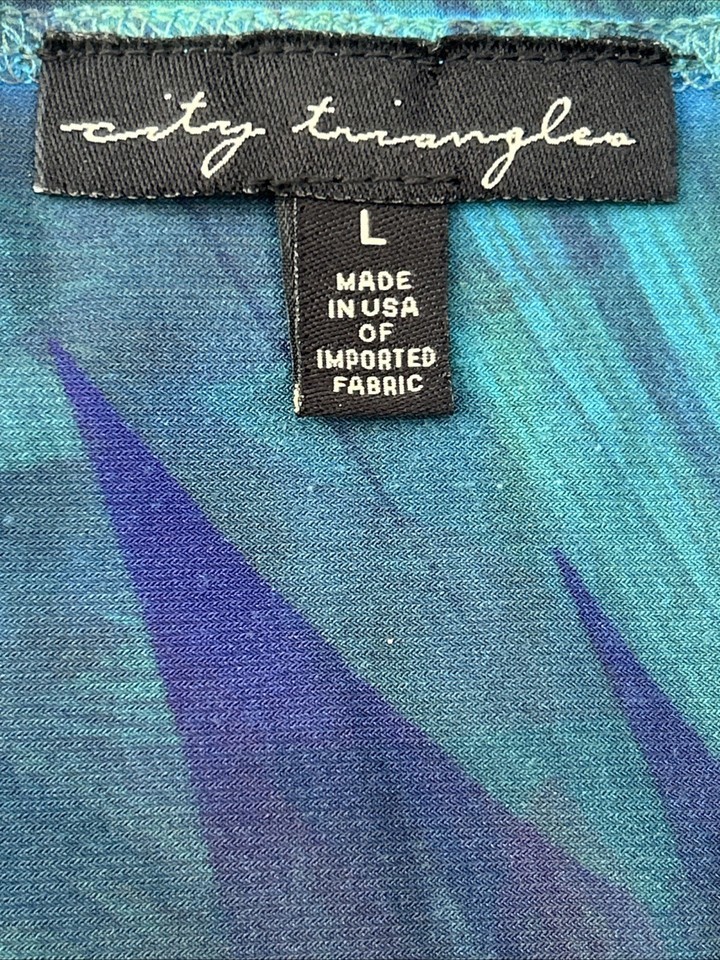 city triangles
L
MADE
IN USA
OF
IMPORTED
FABRIC